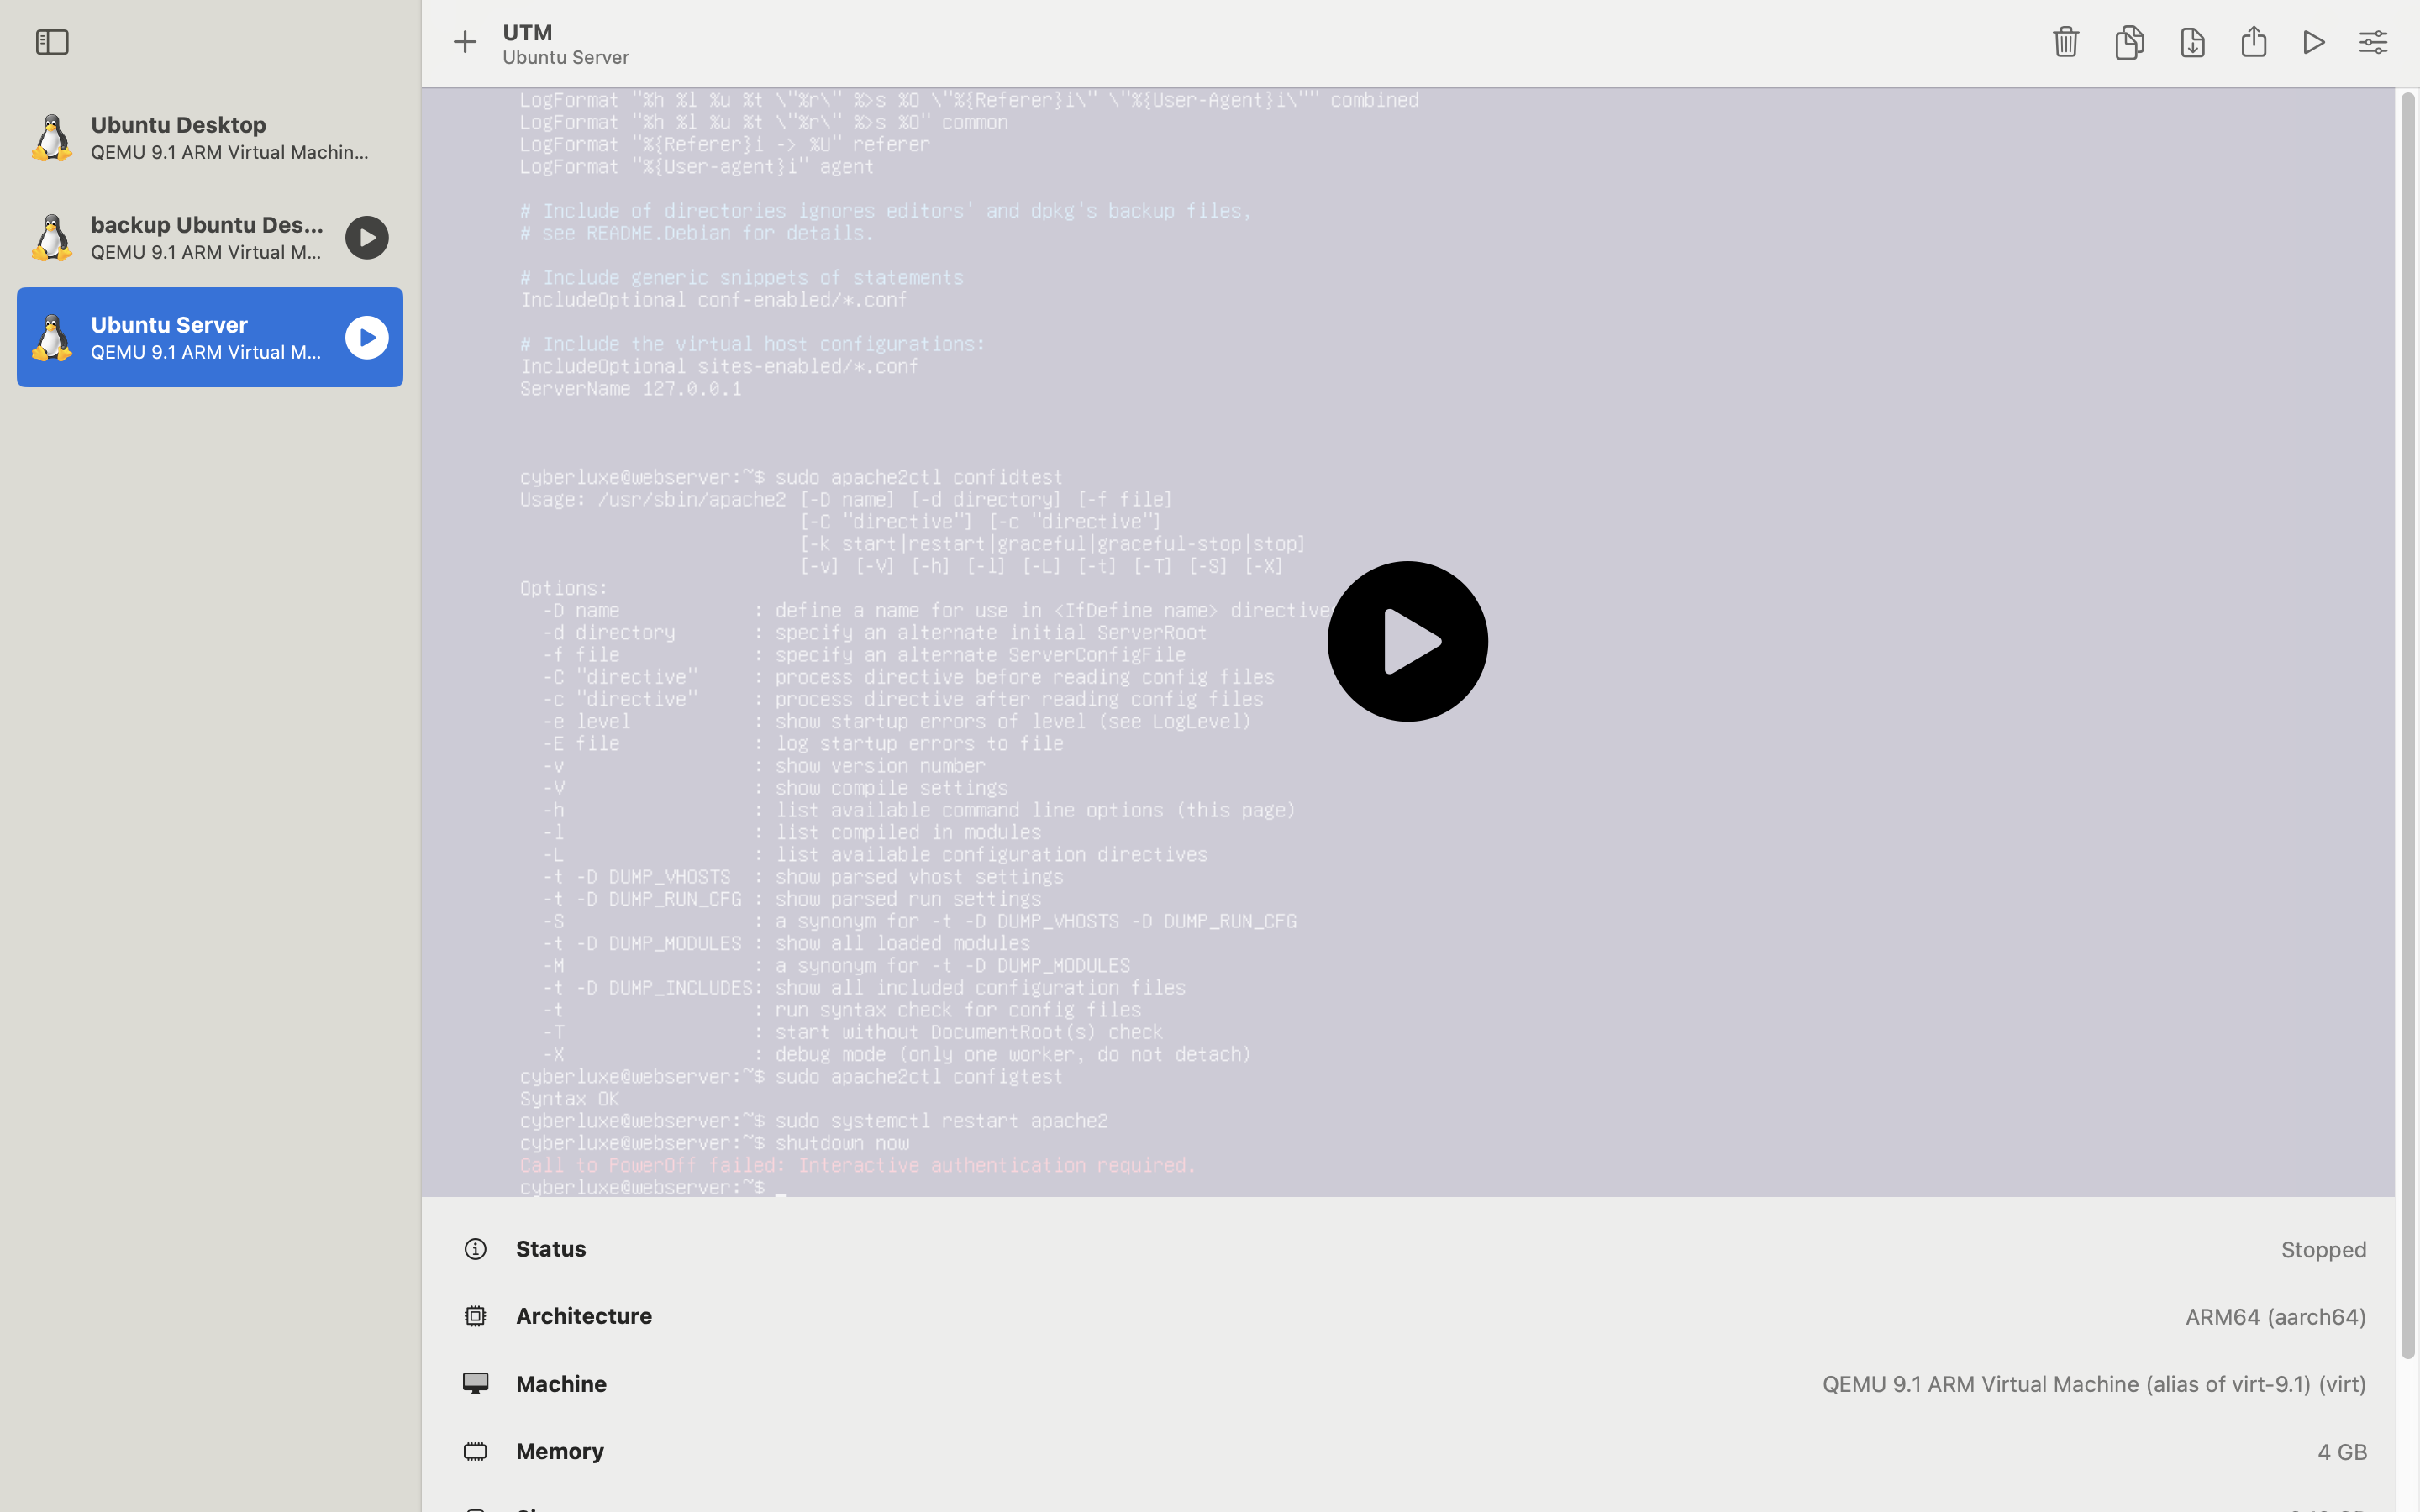 UTM
Ubuntu Server
Ubuntu Desktop
QEMU 9.1 ARM Virtual Machin...
backup Ubuntu Des...
QEMU 9.1 ARM Virtual M...
Ubuntu Server
QEMU 9.1 ARM Virtual M...
LogFormat "%h %l %u %t \"%r\" %>s %O \"%{Referer}i\" \"%{User-Agent}i\"" combined
LogFormat "%h %l %u %t \"%r\" %>s %O" common
LogFormat "%{Referer}i -> %U" referer
LogFormat "%{User-agent}i" agent
# Include of directories ignores editors' and dpkg's backup files,
# see README.Debian for details.
# Include generic snippets of statements
IncludeOptional conf-enabled/*.conf
# Include the virtual host configurations:
IncludeOptional sites-enabled/*.conf
ServerName 127.0.0.1
cyberluxe@webserver:~$ sudo apache2ctl confidtest
Usage: /usr/sbin/apache2 [-D name] [-d directory] [-f file]
[-C "directive"] [-c "directive"]
[-k start|restart|graceful|graceful-stop|stop]
[-v] [-V] [-h] [-l] [-L] [-t] [-T] [-S] [-X]
Options:
-D name : define a name for use in <IfDefine name> directive
-d directory : specify an alternate initial ServerRoot
-f file : specify an alternate ServerConfigFile
-C "directive" : process directive before reading config files
-c "directive" : process directive after reading config files
-e level : show startup errors of level (see LogLevel)
-E file : log startup errors to file
-v : show version number
-V : show compile settings
-h : list available command line options (this page)
-l : list compiled in modules
-L : list available configuration directives
-t -D DUMP_VHOSTS : show parsed vhost settings
-t -D DUMP_RUN_CFG : show parsed run settings
-S : a synonym for -t -D DUMP_VHOSTS -D DUMP_RUN_CFG
-t -D DUMP_MODULES : show all loaded modules
-M : a synonym for -t -D DUMP_MODULES
-t -D DUMP_INCLUDES: show all included configuration files
-t : run syntax check for config files
-T : start without DocumentRoot(s) check
-X : debug mode (only one worker, do not detach)
cyberluxe@webserver:~$ sudo apache2ctl configtest
Syntax OK
cyberluxe@webserver:~$ sudo systemctl restart apache2
cyberluxe@webserver:~$ shutdown now
Call to PowerOff failed: Interactive authentication required.
cyberluxe@webserver:~$ _
Status Stopped
Architecture ARM64 (aarch64)
Machine QEMU 9.1 ARM Virtual Machine (alias of virt-9.1) (virt)
Memory 4 GB